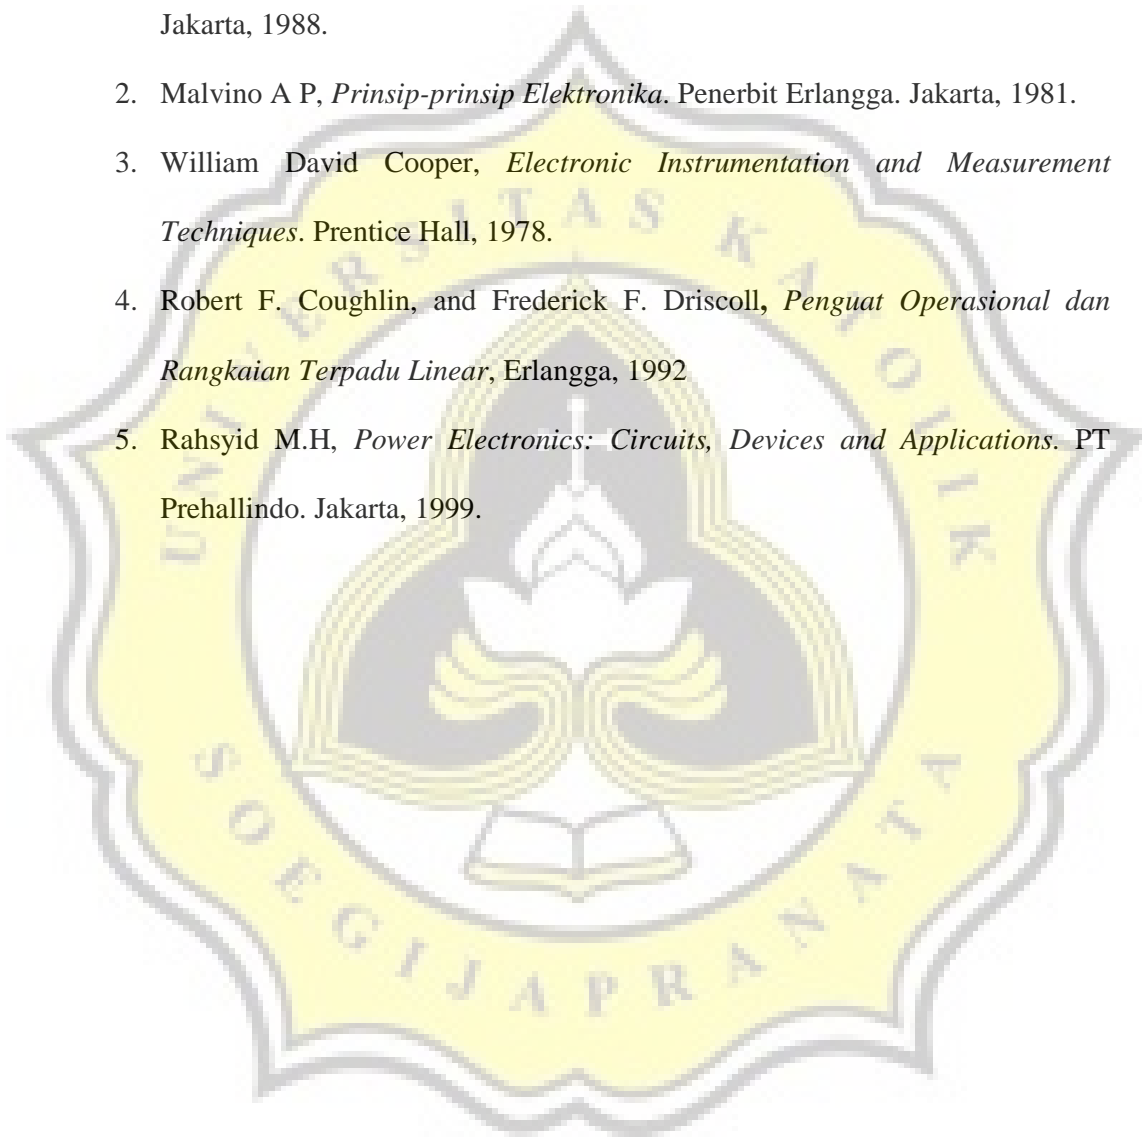 Jakarta, 1988.
2. Malvino A P, Prinsip-prinsip Elektronika. Penerbit Erlangga. Jakarta, 1981.
3. William David Cooper, Electronic Instrumentation and Measurement
Techniques. Prentice Hall, 1978.
4. Robert F. Coughlin, and Frederick F. Driscoll, Penguat Operasional dan
Rangkaian Terpadu Linear, Erlangga, 1992
5. Rahsyid M.H, Power Electronics: Circuits, Devices and Applications. PT
Prehallindo. Jakarta, 1999.
UNIVERSITAS KATOLIK
SOEGIJAPRANATA